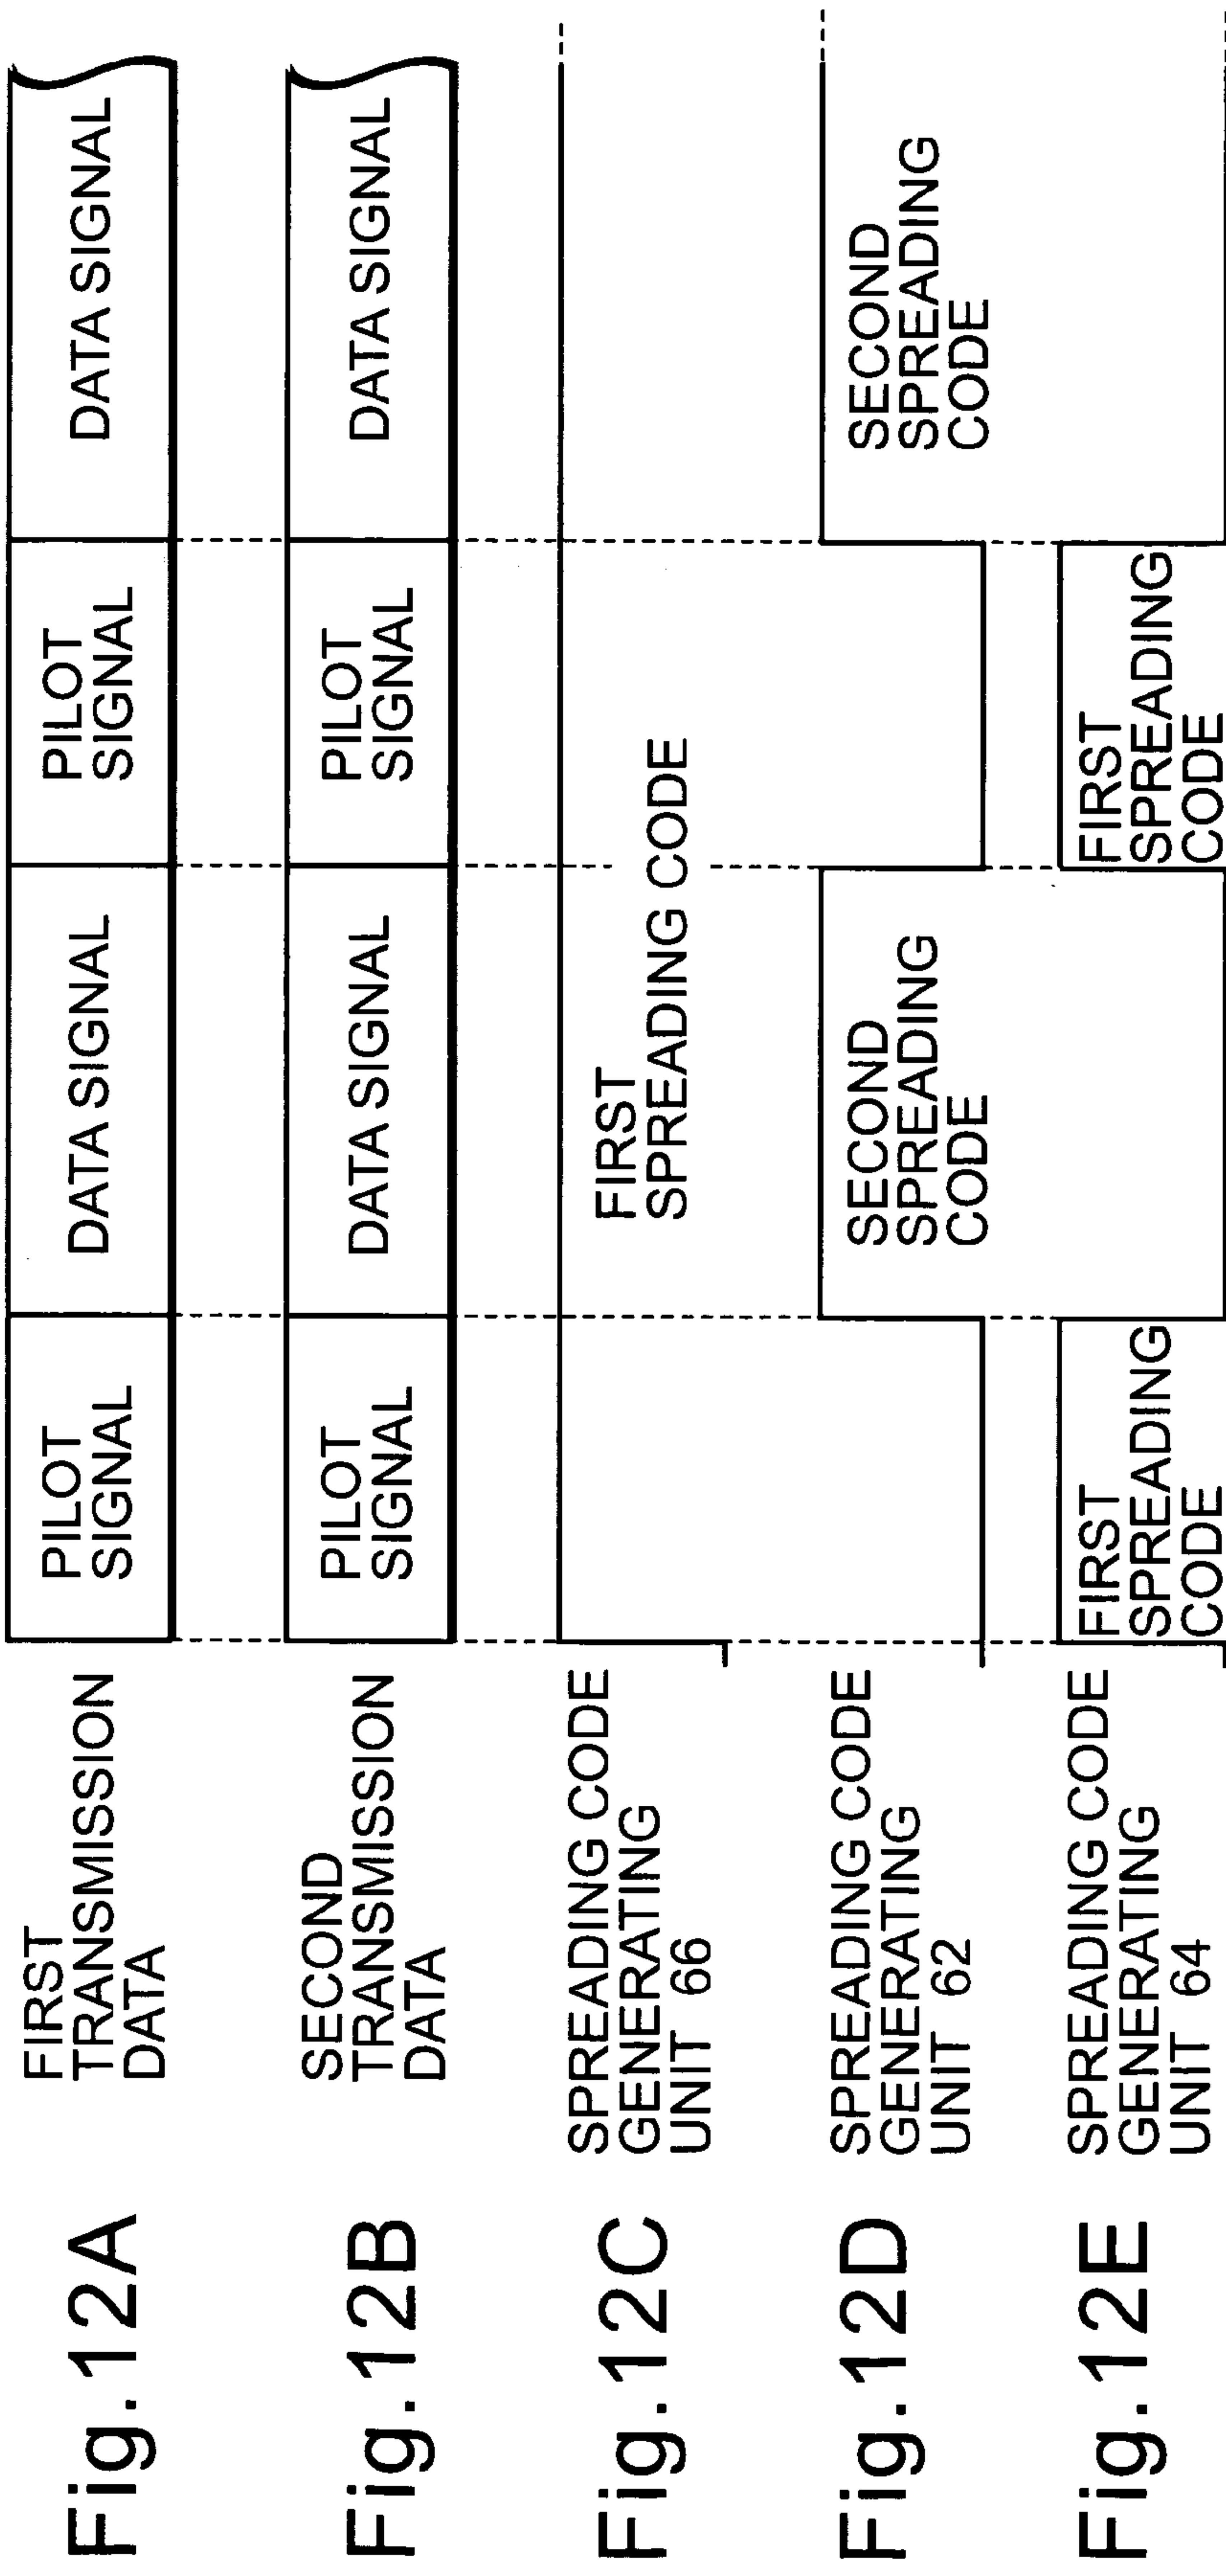 Fig.12A
FIRST
TRANSMISSION
DATA
PILOT
SIGNAL
DATA SIGNAL
PILOT
SIGNAL
DATA SIGNAL
Fig.12B
SECOND
TRANSMISSION
DATA
PILOT
SIGNAL
DATA SIGNAL
PILOT
SIGNAL
DATA SIGNAL
Fig.12C
SPREADING CODE
GENERATING
UNIT 66
FIRST
SPREADING CODE
Fig.12D
SPREADING CODE
GENERATING
UNIT 62
SECOND
SPREADING
CODE
SECOND
SPREADING
CODE
Fig.12E
SPREADING CODE
GENERATING
UNIT 64
FIRST
SPREADING
CODE
FIRST
SPREADING
CODE